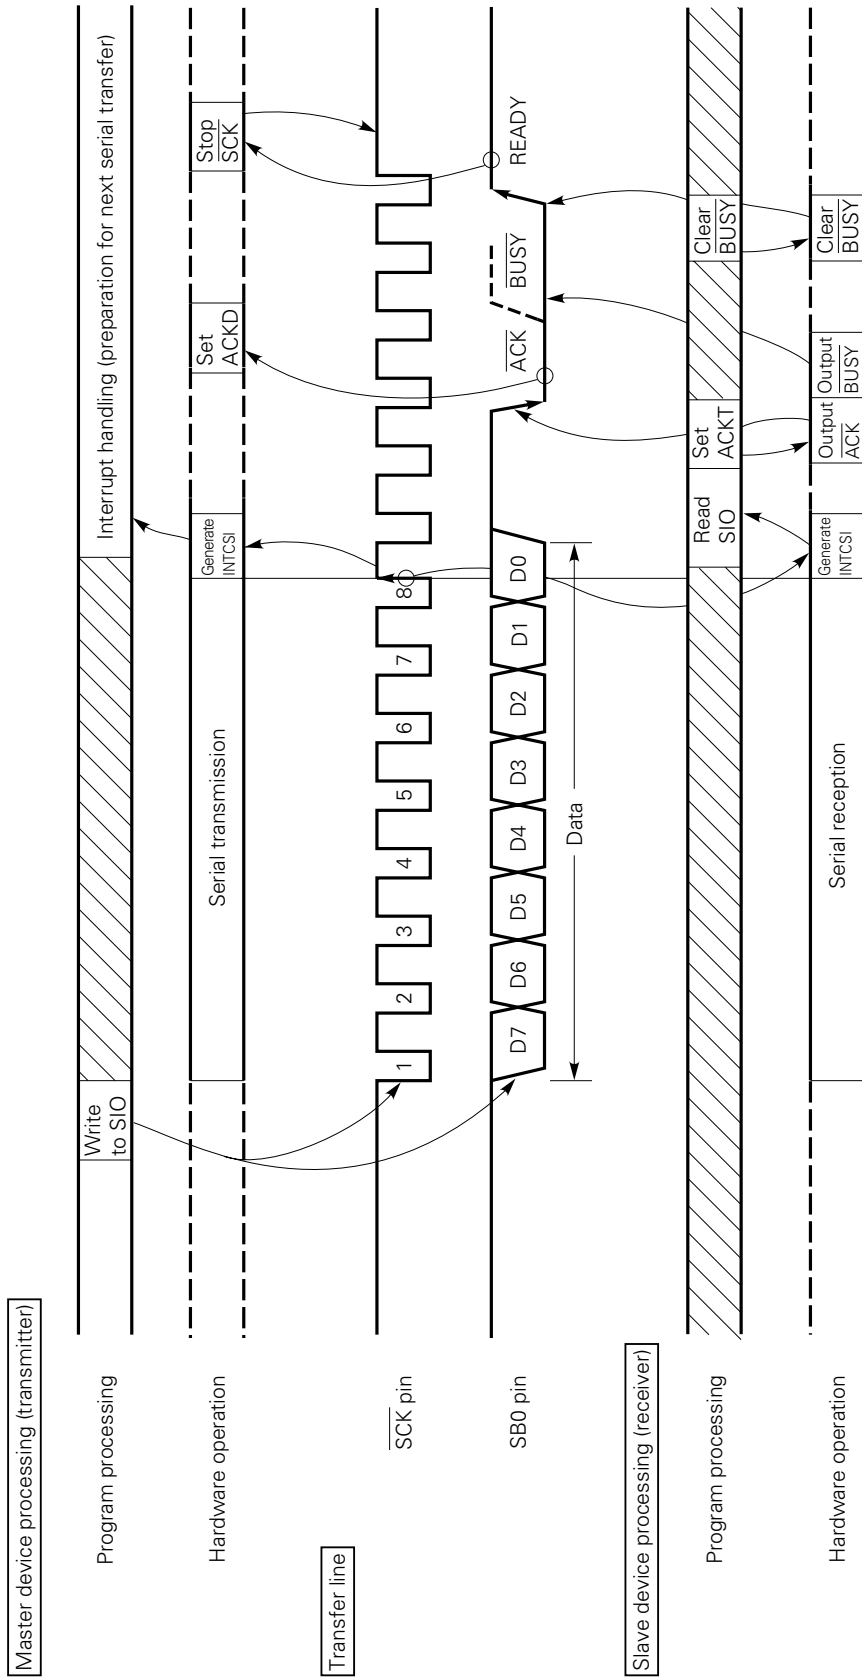 Master device processing (transmitter)
Program processing
Write
to SIO
Interrupt handling (preparation for next serial transfer)
Hardware operation
Serial transmission
Generate
INTCSI
Set
ACKD
Stop
SCK
Transfer line
SCK pin
1 2 3 4 5 6 7 8
SB0 pin
D7 D6 D5 D4 D3 D2 D1 D0
ACK
BUSY
READY
Data
Slave device processing (receiver)
Program processing
Read
SIO
Set
ACKT
Clear
BUSY
Hardware operation
Serial reception
Generate
INTCSI
Output
ACK
Output
BUSY
Clear
BUSY